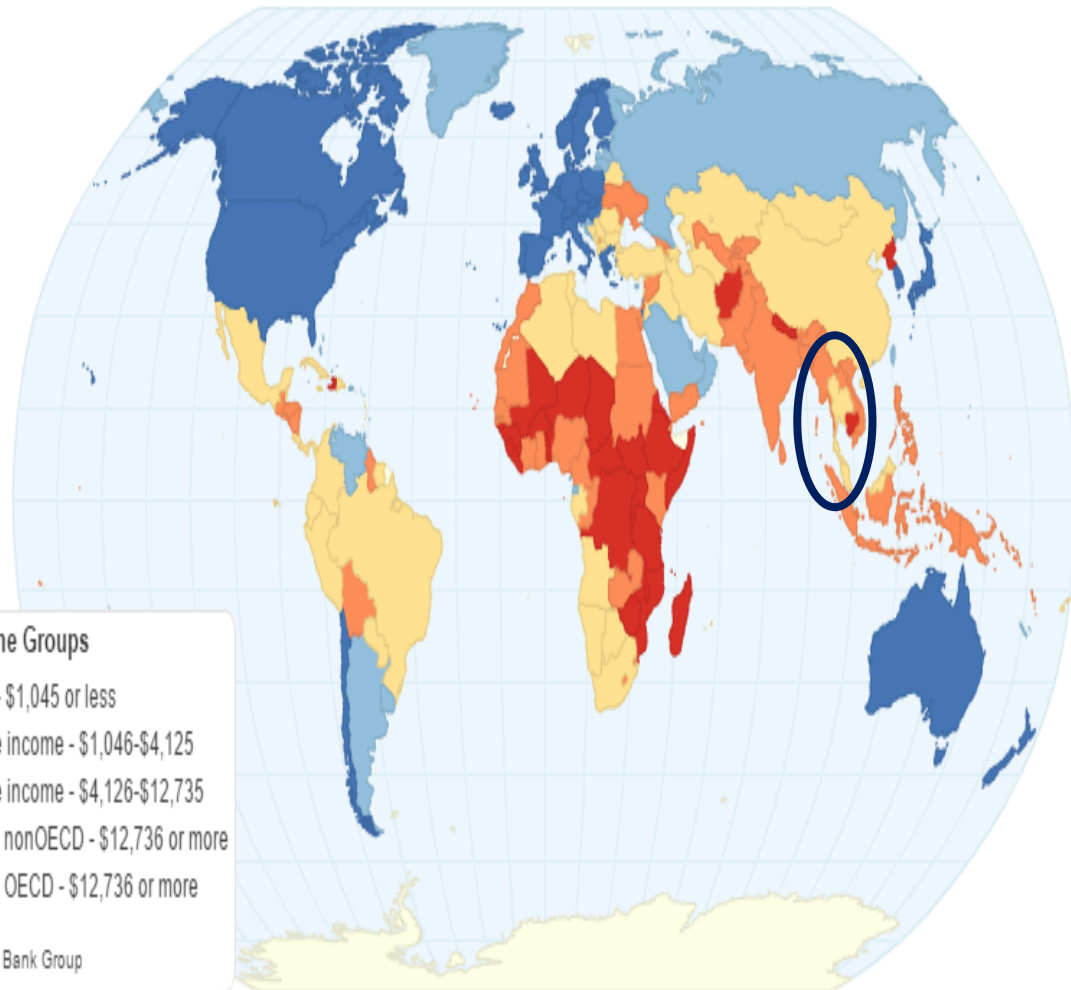 ne Groups
- $1,045 or less
e income - $1,046-$4,125
e income - $4,126-$12,735
nonOECD - $12,736 or more
OECD - $12,736 or more
Bank Group